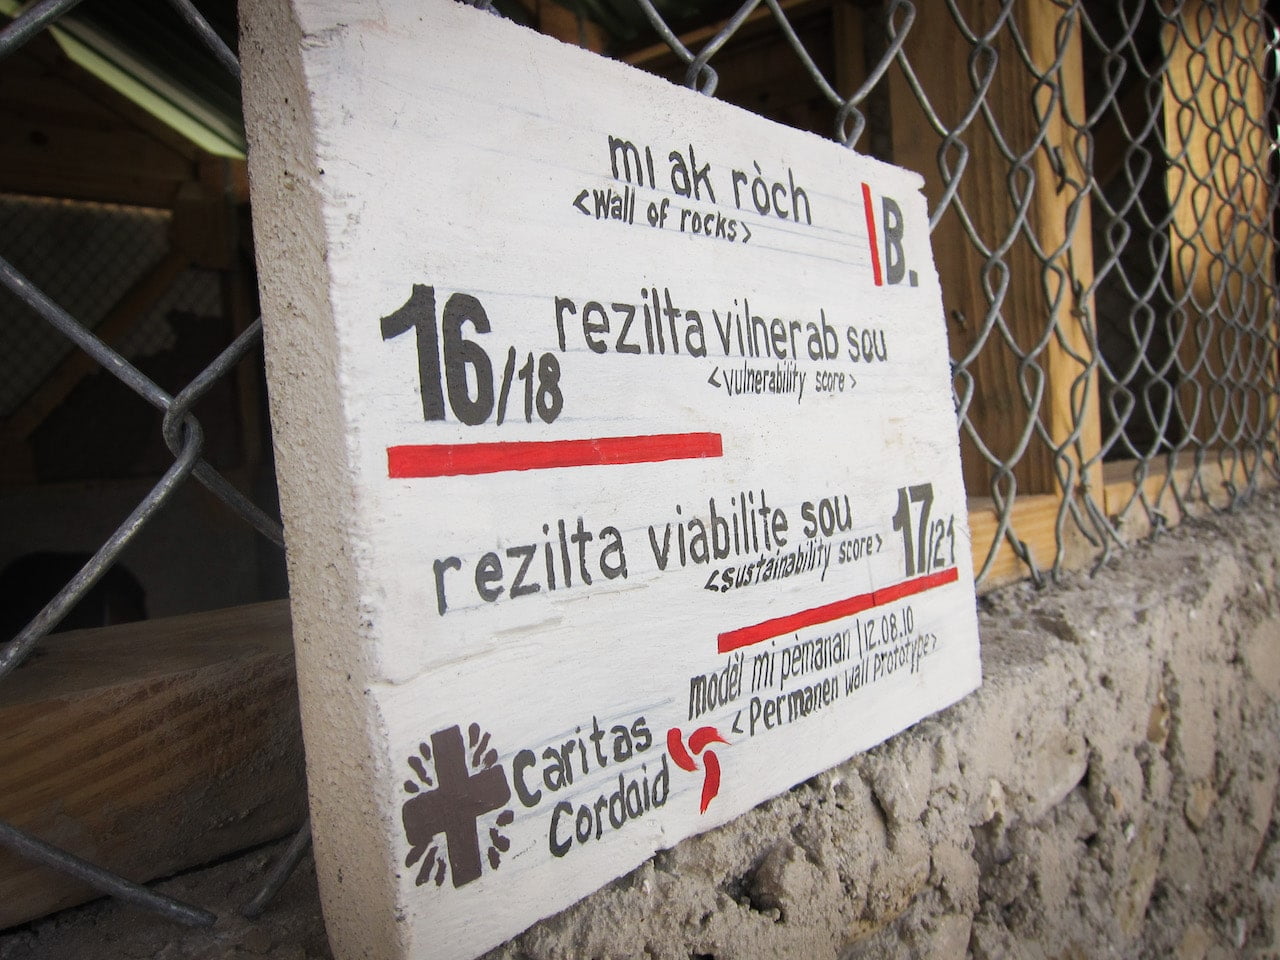 mi ak ròch
<Wall of rocks>
B.
16/18
rezilta vilnerab sou
<vulnerability score>
rezilta viabilite sou
<sustainability score>
17/21
modèl mi pèmanan | 12.08.10
<Permanen wall Prototype>
Caritas
Cordaid